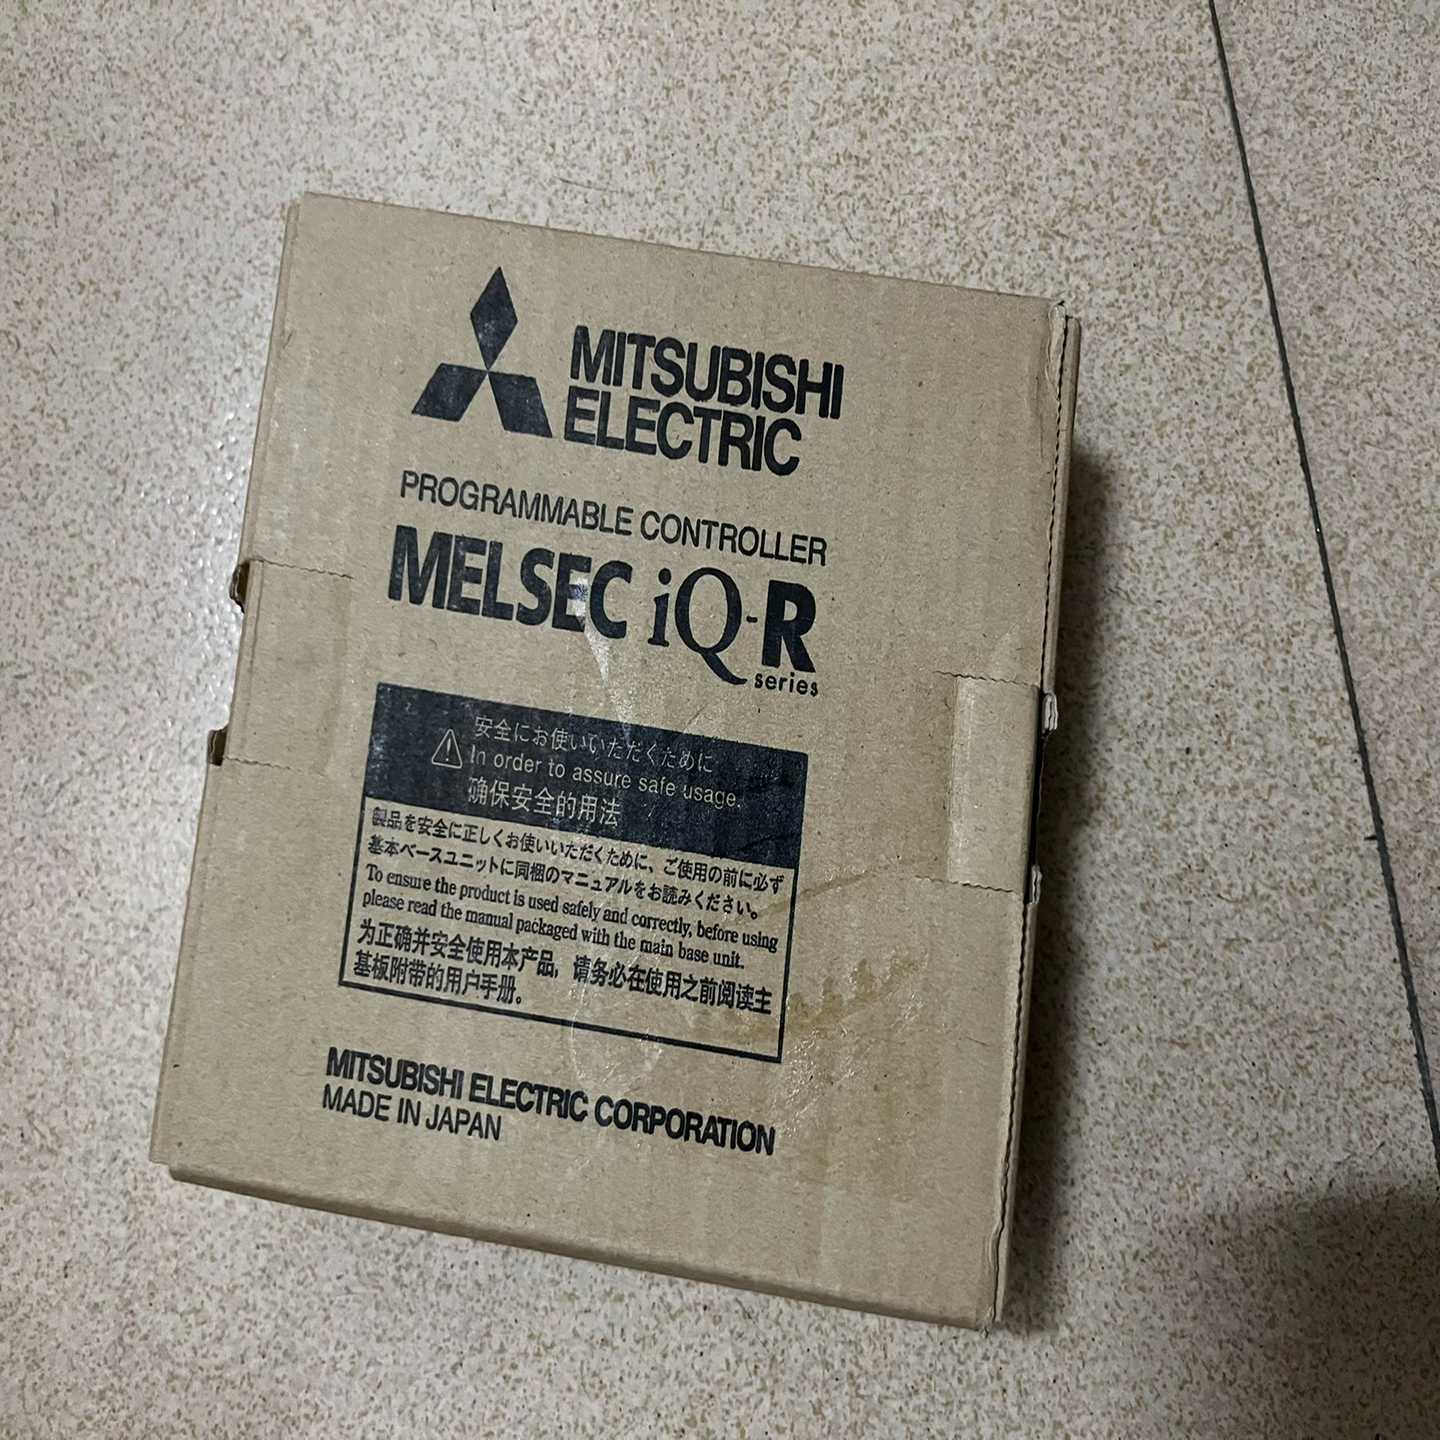 MITSUBISHI
ELECTRIC
PROGRAMMABLE CONTROLLER
MELSEC iQ-R
series
安全にお使いいただくために
In order to assure safe usage.
确保安全的用法
製品を安全に正しくお使いいただくために、ご使用の前に必ず
基本ベースユニットに同梱のマニュアルをお読みください。
To ensure the product is used safely and correctly, before using
please read the manual packaged with the main base unit.
为正确并安全使用本产品，请务必在使用之前阅读主
基板附带的用户手册。
MITSUBISHI ELECTRIC CORPORATION
MADE IN JAPAN